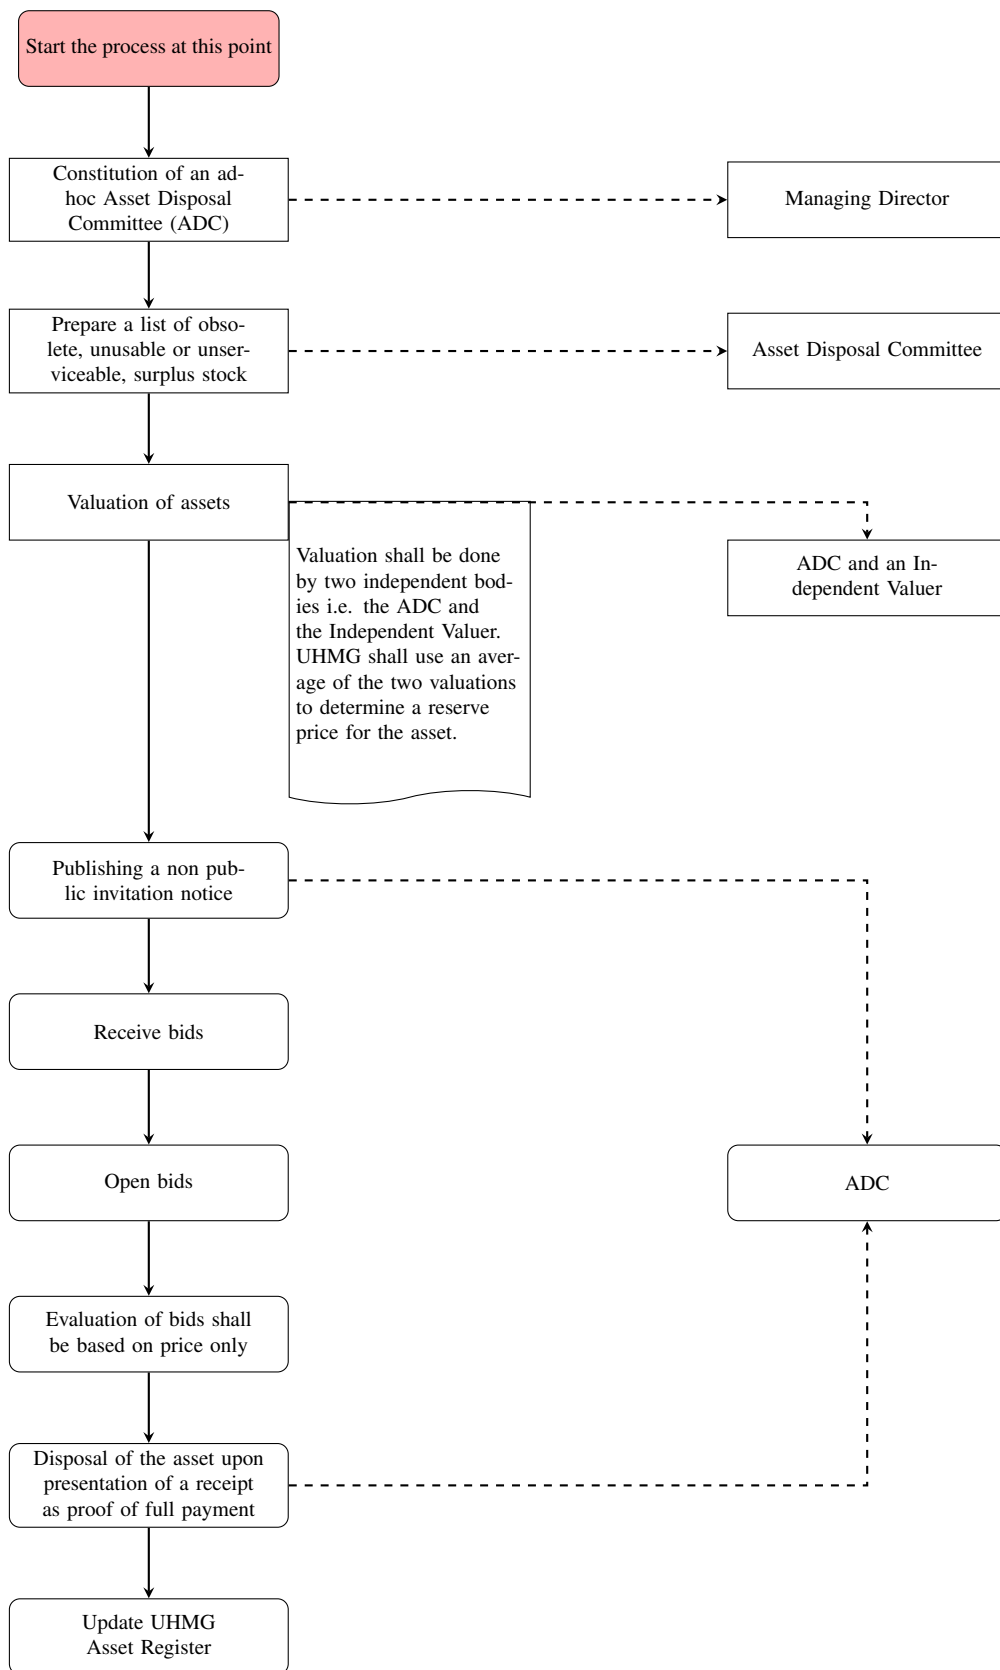 Start the process at this point
Constitution of an ad-
hoc Asset Disposal
Committee (ADC)
Managing Director
Prepare a list of obso-
lete, unusable or unser-
viceable, surplus stock
Asset Disposal Committee
Valuation of assets
Valuation shall be done
by two independent bod-
ies i.e. the ADC and
the Independent Valuer.
UHMG shall use an aver-
age of the two valuations
to determine a reserve
price for the asset.
ADC and an In-
dependent Valuer
Publishing a non pub-
lic invitation notice
Receive bids
Open bids
ADC
Evaluation of bids shall
be based on price only
Disposal of the asset upon
presentation of a receipt
as proof of full payment
Update UHMG
Asset Register